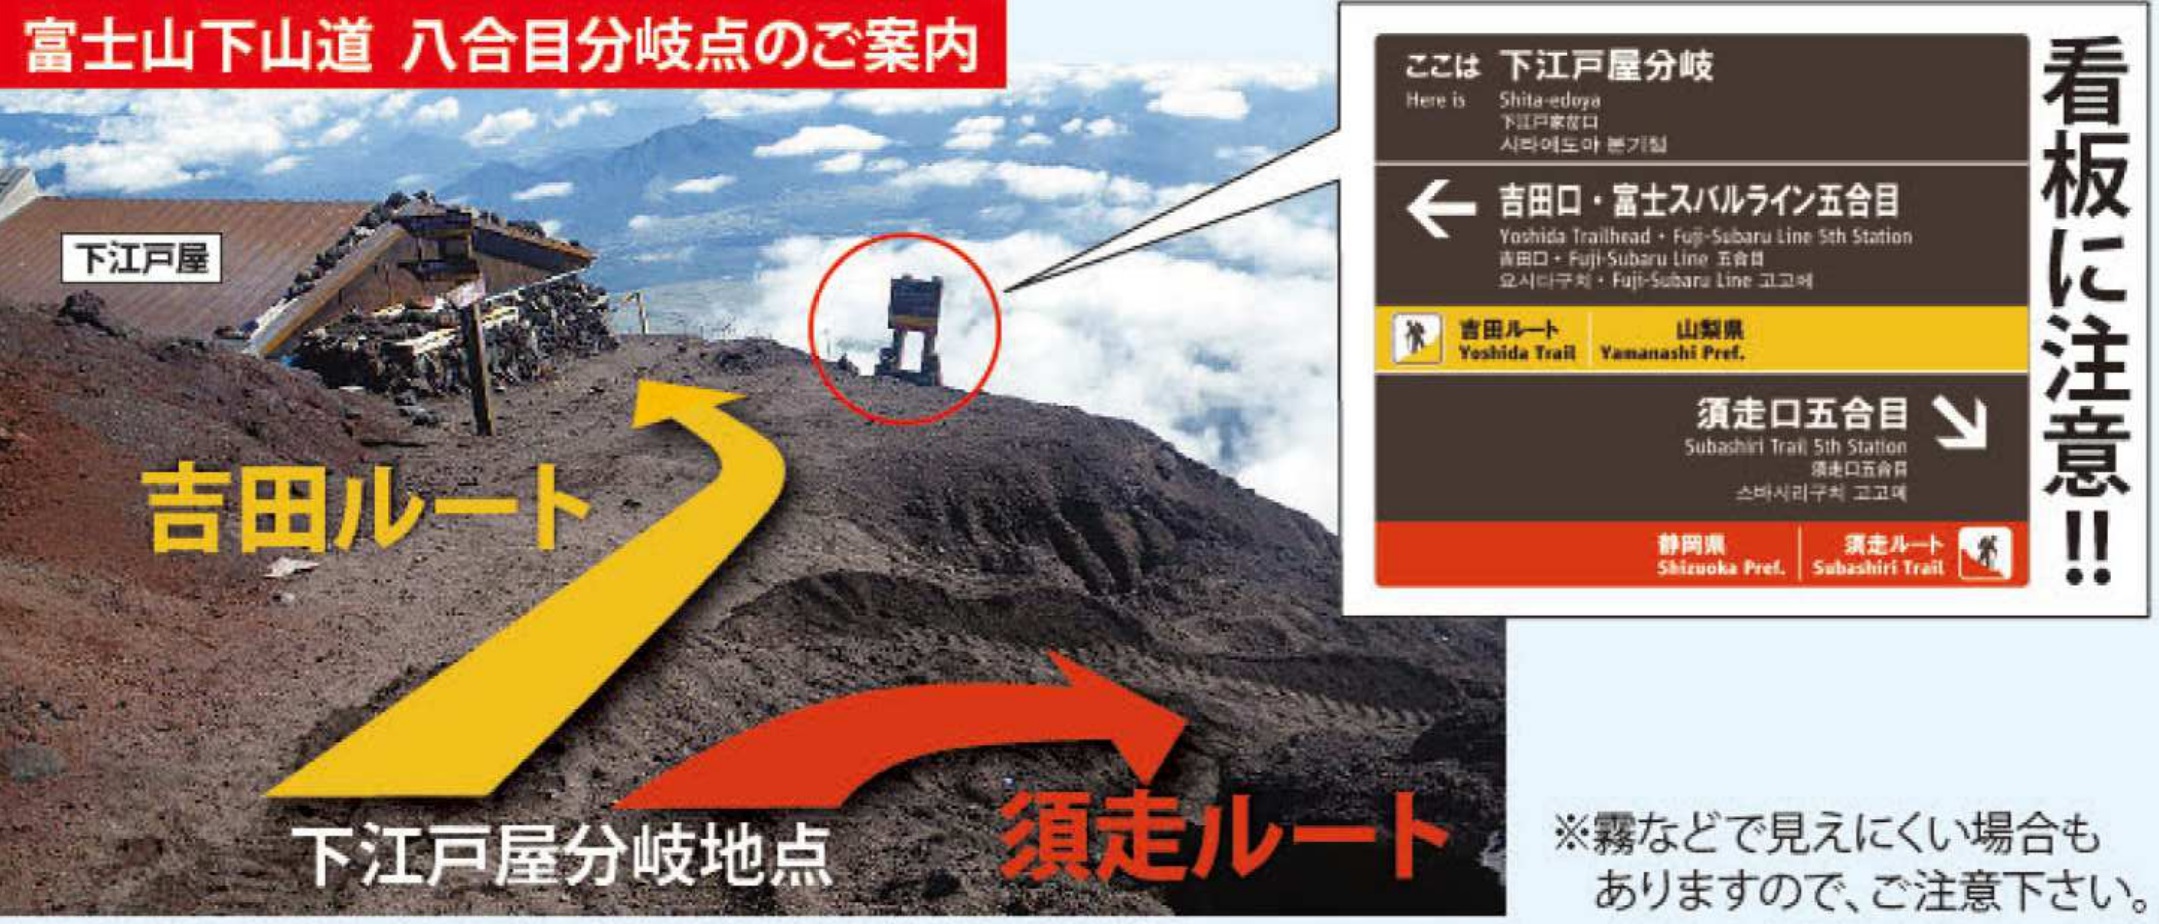 富士山下山道 八合目分岐点のご案内
下江戸屋
吉田ルート
下江戸屋分岐地点
須走ルート
ここは 下江戸屋分岐
Here is Shita-edoya
시타에도야 분기점
吉田口・富士スバルライン五合目
Yoshida Trailhead・Fuji-Subaru Line 5th Station
吉田口・Fuji-Subaru Line 五合目
요시다구치・Fuji-Subaru Line 고고메
吉田ルート 山梨県
Yoshida Trail Yamanashi Pref.
須走口五合目
Subashiri Trail 5th Station
须走口五合目
스바시리구치 고고메
静岡県 須走ルート
Shizuoka Pref. Subashiri Trail
看板に注意!!
※霧などで見えにくい場合も
ありますので、ご注意下さい。